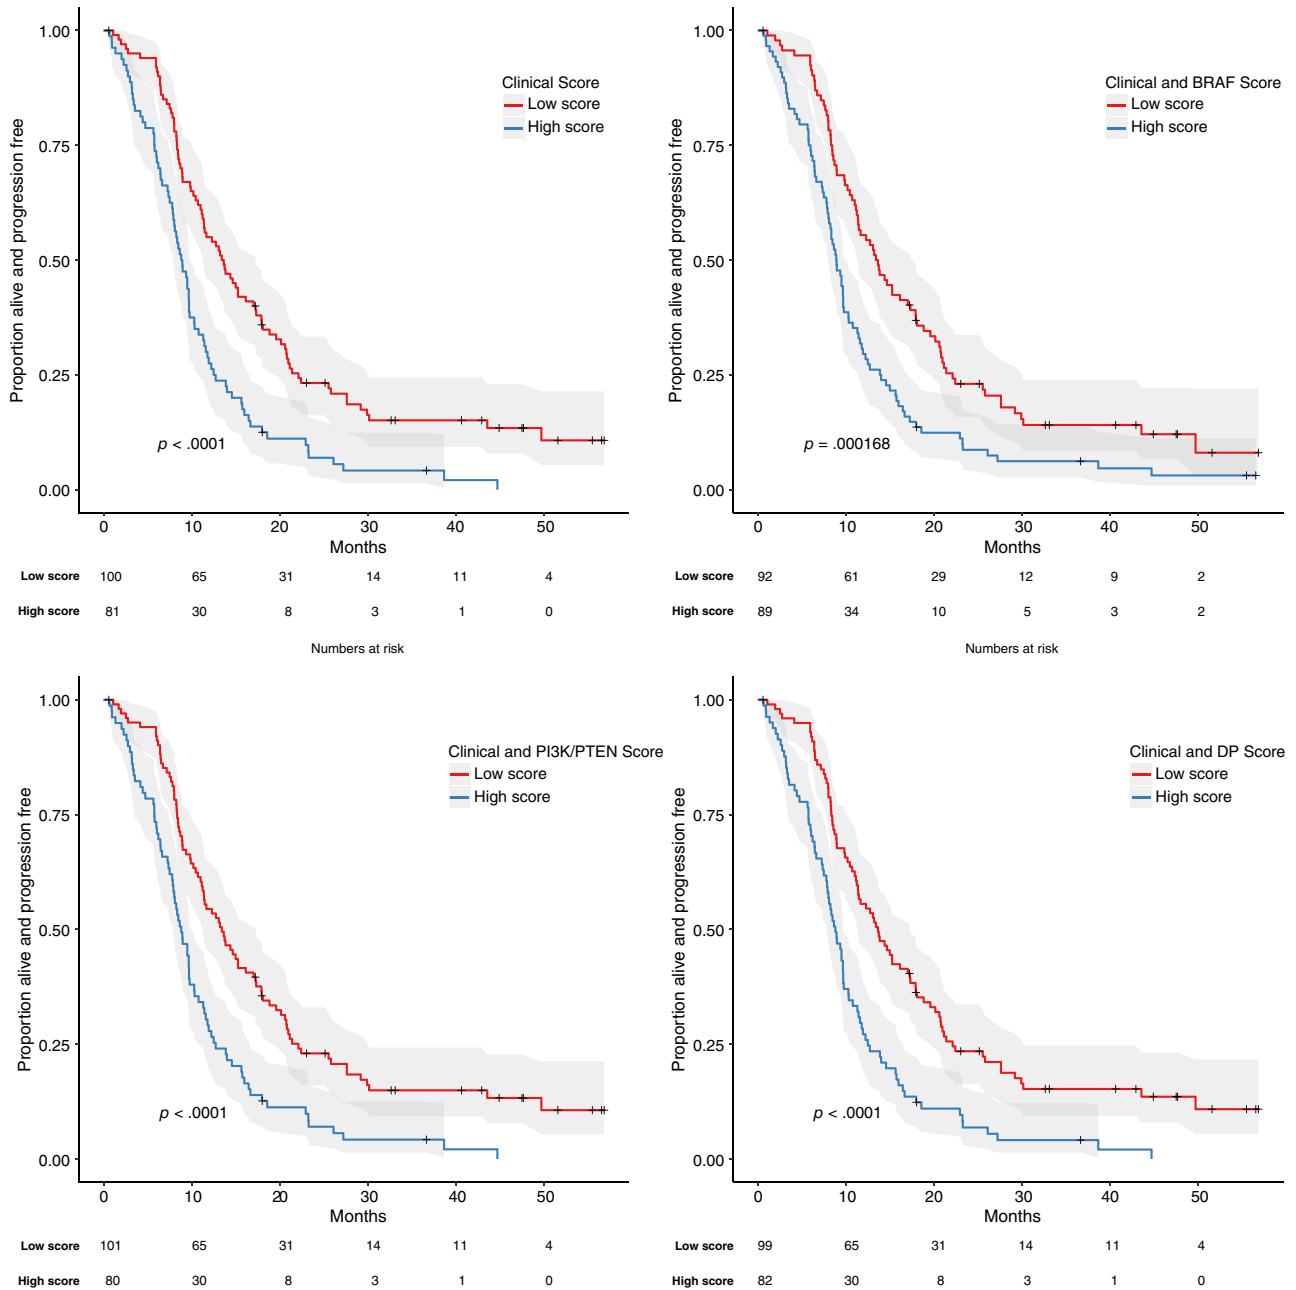 Clinical Score
Low score
High score
Proportion alive and progression free
1.00
0.75
0.50
0.25
0.00
p < .0001
0 10 20 30 40 50
Months
Low score 100 65 31 14 11 4
High score 81 30 8 3 1 0
Numbers at risk
Clinical and BRAF Score
Low score
High score
Proportion alive and progression free
1.00
0.75
0.50
0.25
0.00
p = .000168
0 10 20 30 40 50
Months
Low score 92 61 29 12 9 2
High score 89 34 10 5 3 2
Numbers at risk
Clinical and PI3K/PTEN Score
Low score
High score
Proportion alive and progression free
1.00
0.75
0.50
0.25
0.00
p < .0001
0 10 20 30 40 50
Months
Low score 101 65 31 14 11 4
High score 80 30 8 3 1 0
Clinical and DP Score
Low score
High score
Proportion alive and progression free
1.00
0.75
0.50
0.25
0.00
p < .0001
0 10 20 30 40 50
Months
Low score 99 65 31 14 11 4
High score 82 30 8 3 1 0